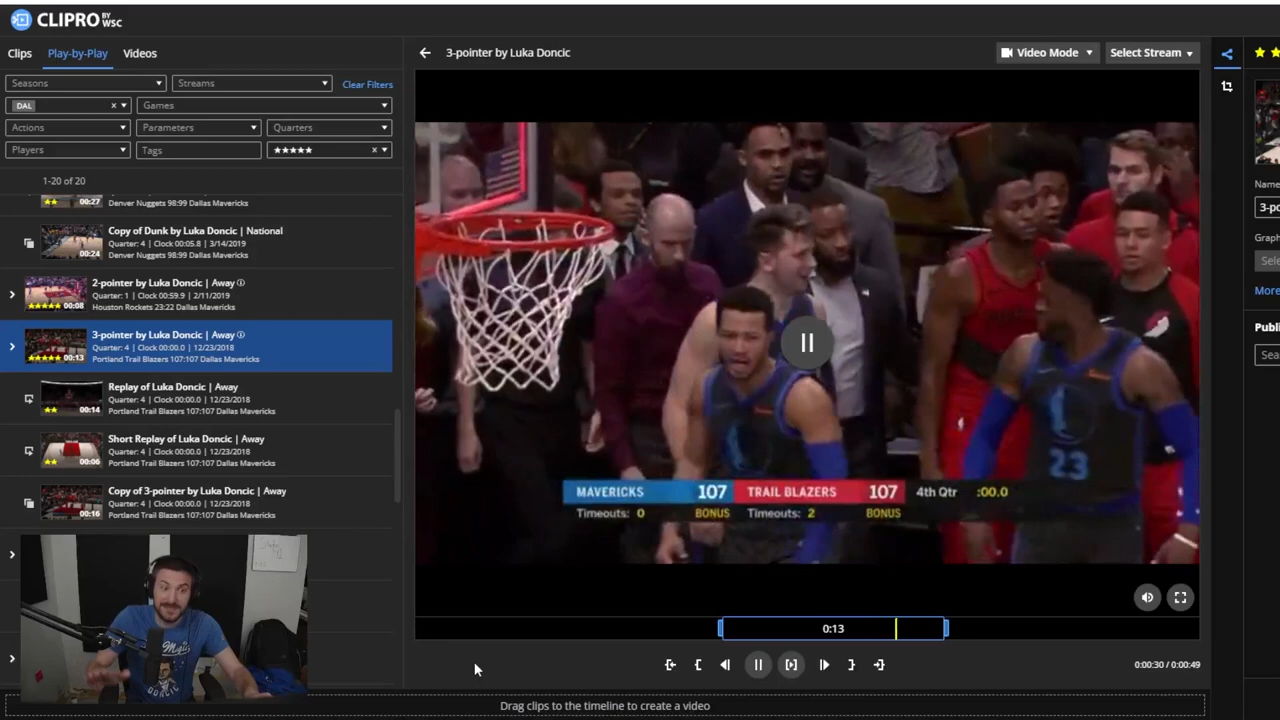 CLIPRO BY WSC
Clips Play-by-Play Videos
Seasons Streams Clear Filters
DAL Games
Actions Parameters Quarters
Players Tags ★★★★★
1-20 of 20
00:27 Denver Nuggets 98:99 Dallas Mavericks
Copy of Dunk by Luka Doncic | National
Quarter: 4 | Clock 00:05.8 | 3/14/2019
00:24 Denver Nuggets 98:99 Dallas Mavericks
2-pointer by Luka Doncic | Away
Quarter: 1 | Clock 00:59.9 | 2/11/2019
00:08 Houston Rockets 23:22 Dallas Mavericks
3-pointer by Luka Doncic | Away
Quarter: 4 | Clock 00:00.0 | 12/23/2018
00:13 Portland Trail Blazers 107:107 Dallas Mavericks
Replay of Luka Doncic | Away
Quarter: 4 | Clock 00:00.0 | 12/23/2018
00:14 Portland Trail Blazers 107:107 Dallas Mavericks
Short Replay of Luka Doncic | Away
Quarter: 4 | Clock 00:00.0 | 12/23/2018
00:06 Portland Trail Blazers 107:107 Dallas Mavericks
Copy of 3-pointer by Luka Doncic | Away
Quarter: 4 | Clock 00:00.0 | 12/23/2018
00:16 Portland Trail Blazers 107:107 Dallas Mavericks
3-pointer by Luka Doncic
Video Mode Select Stream
23
MAVERICKS 107 TRAIL BLAZERS 107 4th Qtr :00.0
Timeouts: 0 BONUS Timeouts: 2 BONUS
0:13
0:00:30 / 0:00:49
Drag clips to the timeline to create a video
Name
3-po
Graph
Sele
More
Publi
Sea